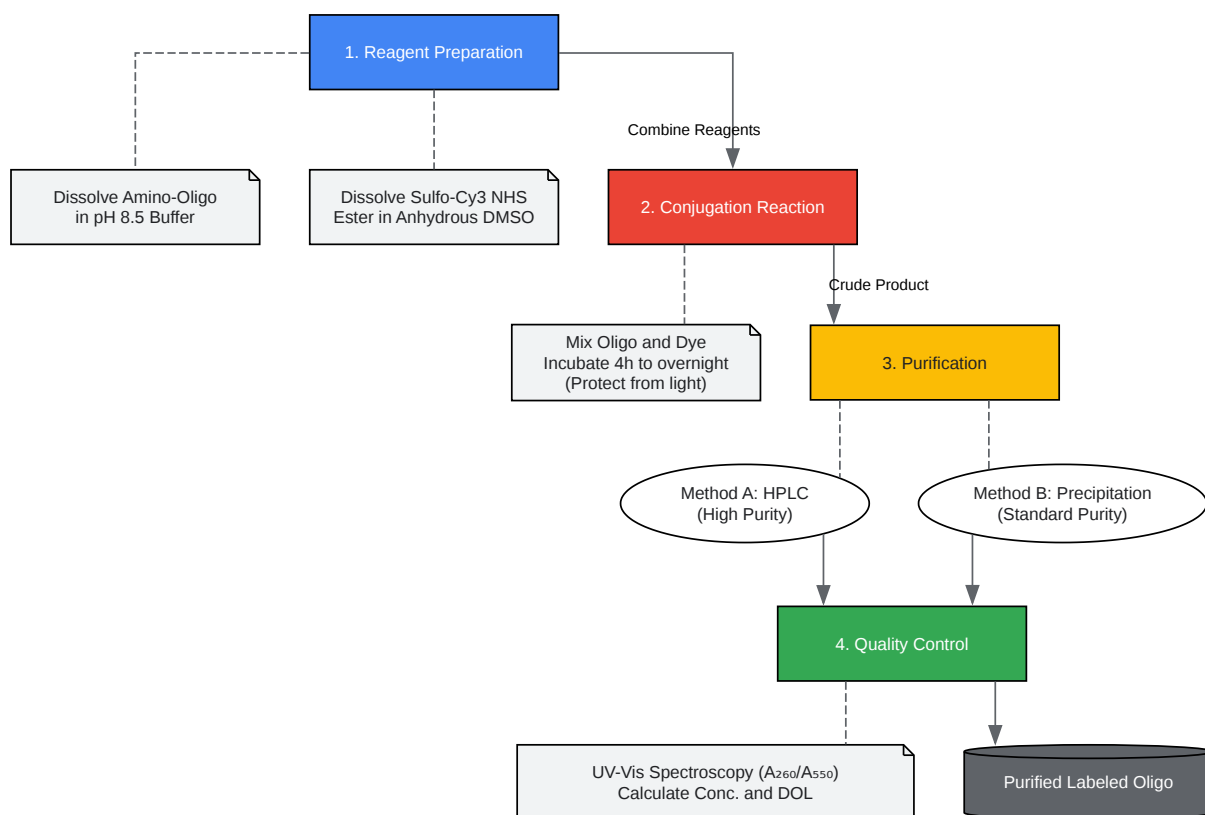 1. Reagent Preparation
Combine Reagents
Dissolve Amino-Oligo
in pH 8.5 Buffer
Dissolve Sulfo-Cy3 NHS
Ester in Anhydrous DMSO
2. Conjugation Reaction
Crude Product
Mix Oligo and Dye
Incubate 4h to overnight
(Protect from light)
3. Purification
Method A: HPLC
(High Purity)
Method B: Precipitation
(Standard Purity)
4. Quality Control
UV-Vis Spectroscopy (A₂₆₀/A₅₅₀)
Calculate Conc. and DOL
Purified Labeled Oligo